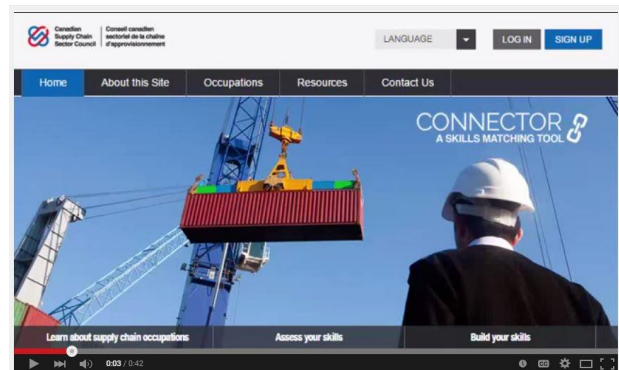 Canadian
Supply Chain
Sector Council
Conseil canadien
sectoriel de la chaîne
d'approvisionnement
LANGUAGE
LOG IN
SIGN UP
Home
About this Site
Occupations
Resources
Contact Us
CONNECTOR
A SKILLS MATCHING TOOL
Learn about supply chain occupations
Assess your skills
Build your skills
0:03 / 0:42